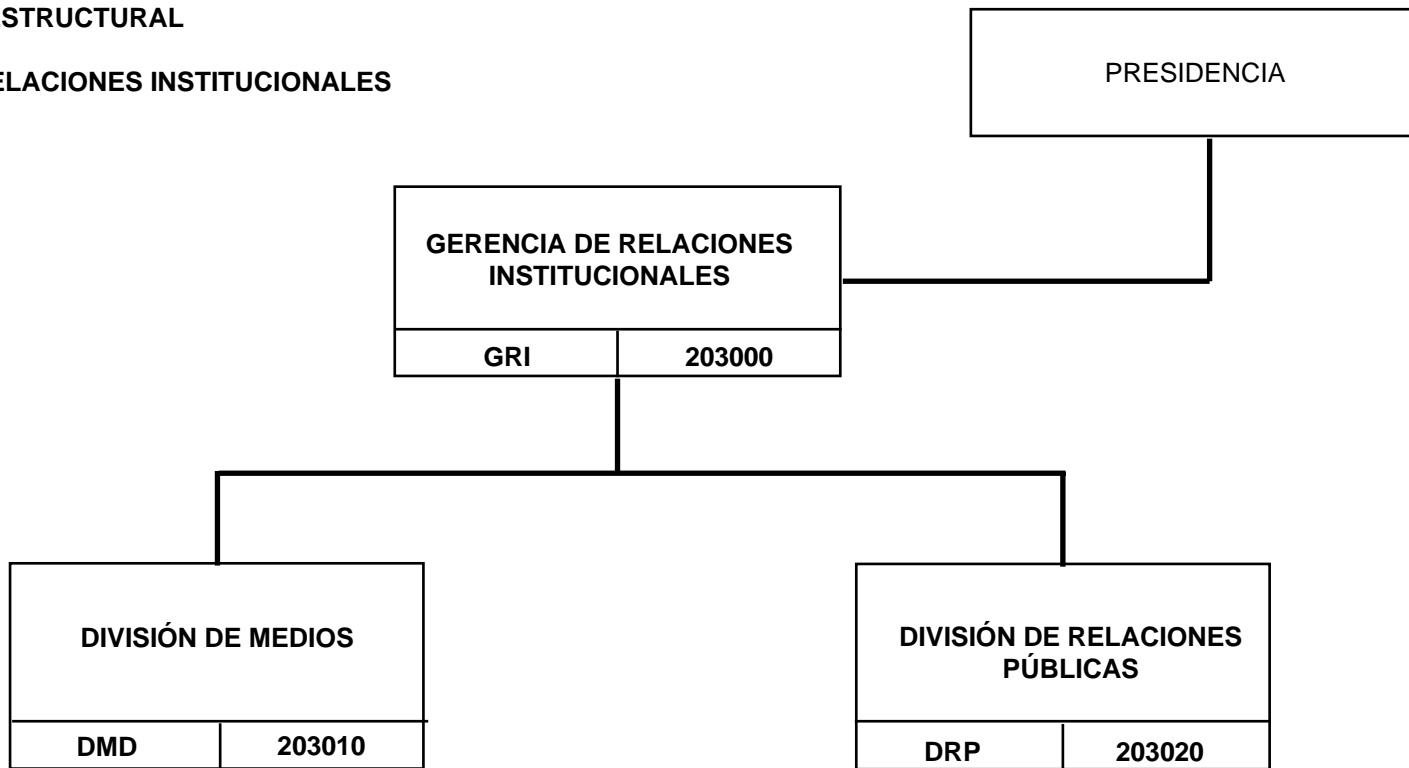 ESTRUCTURAL
ELACIONES INSTITUCIONALES
PRESIDENCIA
GERENCIA DE RELACIONES
INSTITUCIONALES
GRI 203000
DIVISIÓN DE MEDIOS
DMD 203010
DIVISIÓN DE RELACIONES
PÚBLICAS
DRP 203020